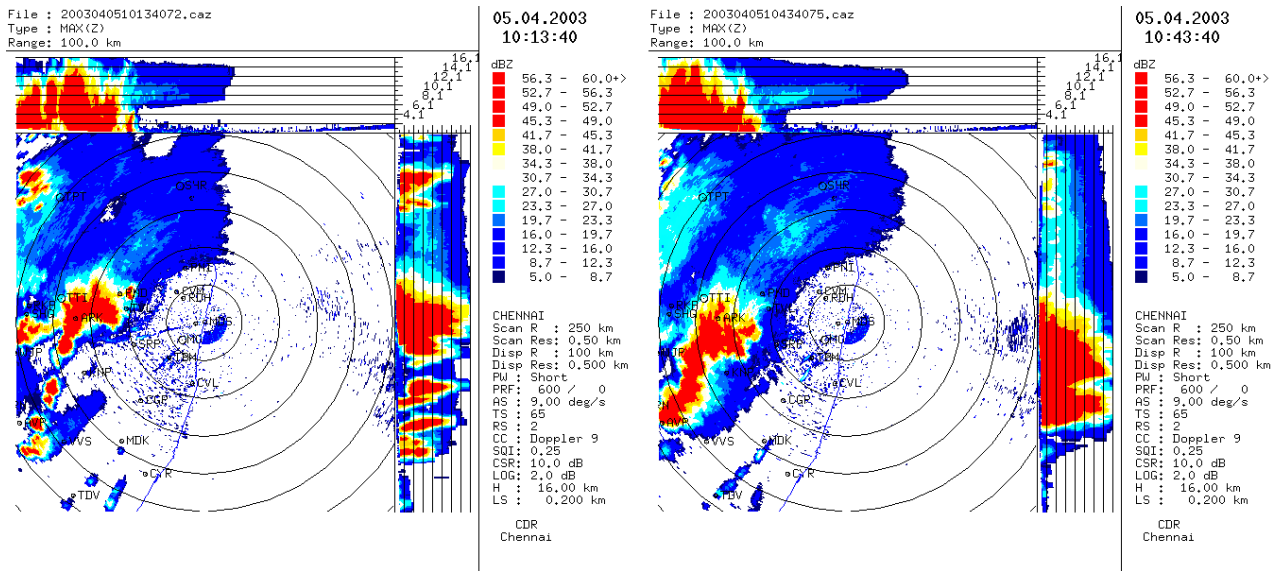 File : 2003040510134072.caz
Type : MAX(Z)
Range: 100.0 km
05.04.2003
10:13:40
16.1
14.1
12.1
10.1
8.1
6.1
4.1
dBZ
56.3 - 60.0+>
52.7 - 56.3
49.0 - 52.7
45.3 - 49.0
41.7 - 45.3
38.0 - 41.7
34.3 - 38.0
30.7 - 34.3
27.0 - 30.7
23.3 - 27.0
19.7 - 23.3
16.0 - 19.7
12.3 - 16.0
8.7 - 12.3
5.0 - 8.7
SHR
TPT
PNI
CVM
RDH
TTI
ARK
SRP
CVL
MDK
VVS
CYR
TDV
CHENNAI
Scan R : 250 km
Scan Res: 0.50 km
Disp R : 100 km
Disp Res: 0.500 km
PW : Short
PRF: 600 / 0
AS : 9.00 deg/s
TS : 65
RS : 2
CC : Doppler 9
SQI: 0.25
CSR: 10.0 dB
LOG: 2.0 dB
H : 16.00 km
LS : 0.200 km
CDR
Chennai
File : 2003040510434075.caz
Type : MAX(Z)
Range: 100.0 km
05.04.2003
10:43:40
16.1
14.1
12.1
10.1
8.1
6.1
4.1
dBZ
56.3 - 60.0+>
52.7 - 56.3
49.0 - 52.7
45.3 - 49.0
41.7 - 45.3
38.0 - 41.7
34.3 - 38.0
30.7 - 34.3
27.0 - 30.7
23.3 - 27.0
19.7 - 23.3
16.0 - 19.7
12.3 - 16.0
8.7 - 12.3
5.0 - 8.7
SHR
TPT
PNI
CVM
RDH
TTI
ARK
CVL
CGP
MDK
VVS
CYR
CHENNAI
Scan R : 250 km
Scan Res: 0.50 km
Disp R : 100 km
Disp Res: 0.500 km
PW : Short
PRF: 600 / 0
AS : 9.00 deg/s
TS : 65
RS : 2
CC : Doppler 9
SQI: 0.25
CSR: 10.0 dB
LOG: 2.0 dB
H : 16.00 km
LS : 0.200 km
CDR
Chennai